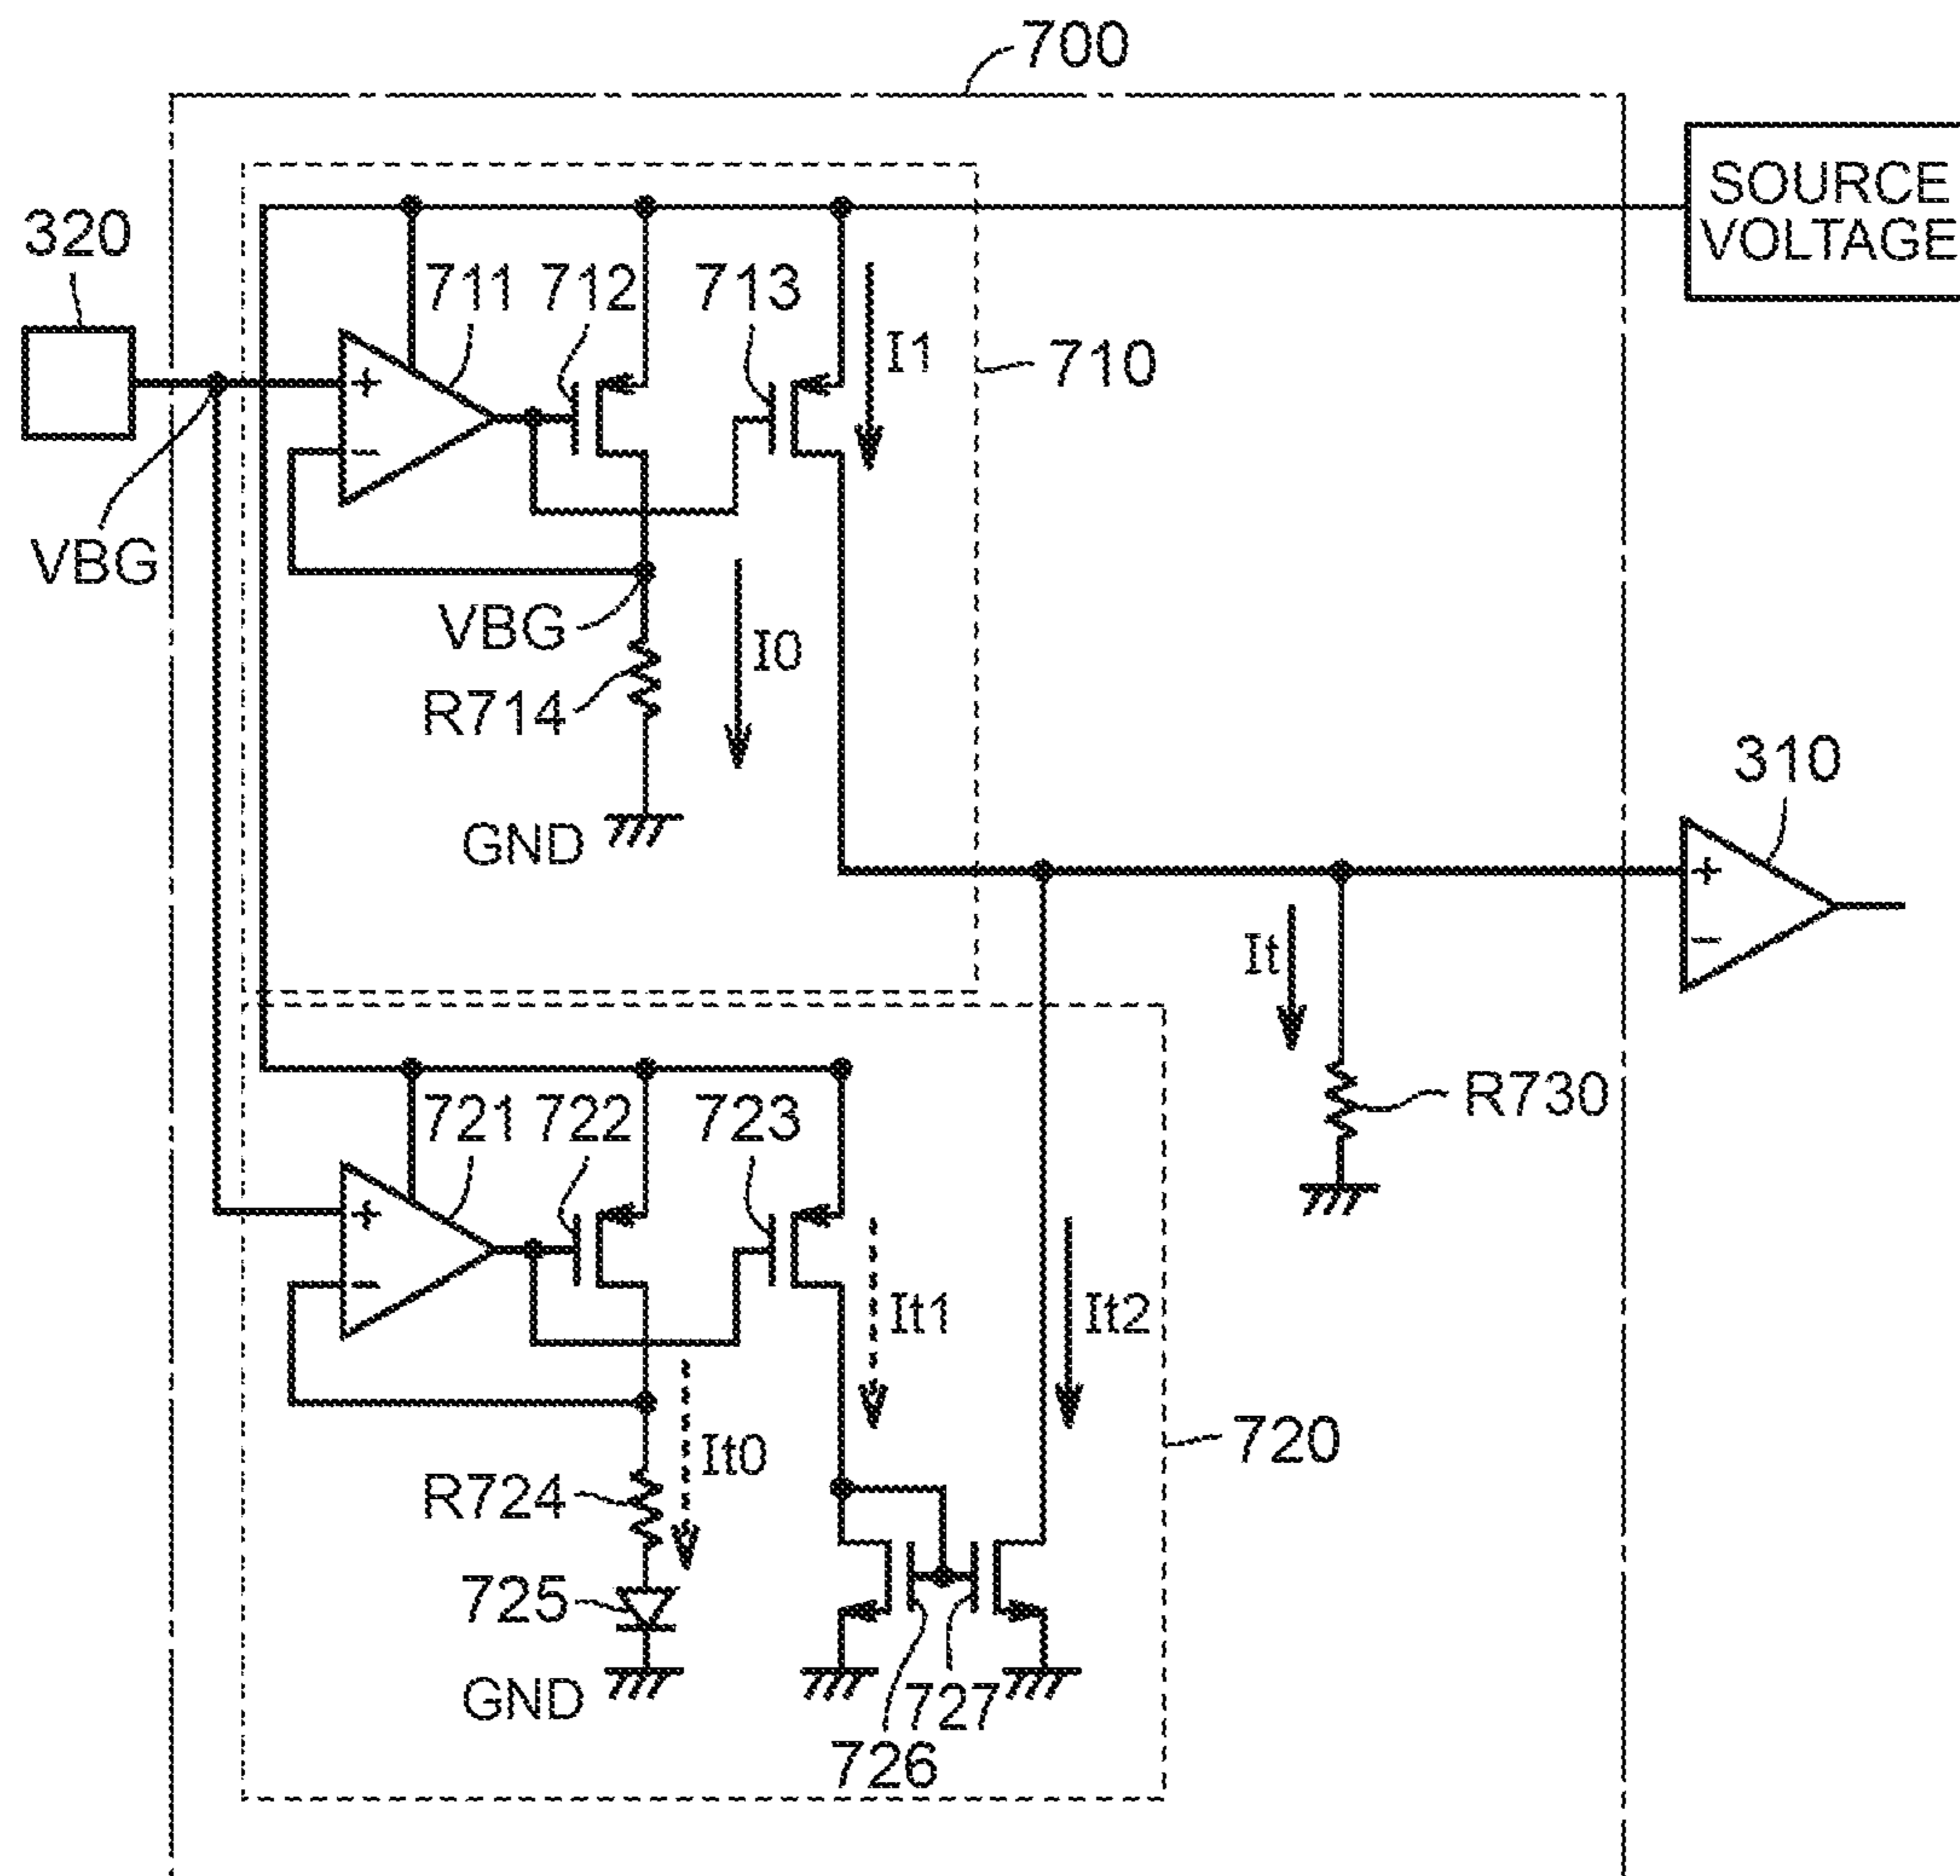 700
SOURCE
VOLTAGE
320
711
712
713
I1
710
+
−
VBG
VBG
I0
R714
310
GND
+
−
It
R730
721
722
723
+
−
It1
It2
It0
720
R724
725
GND
727
726